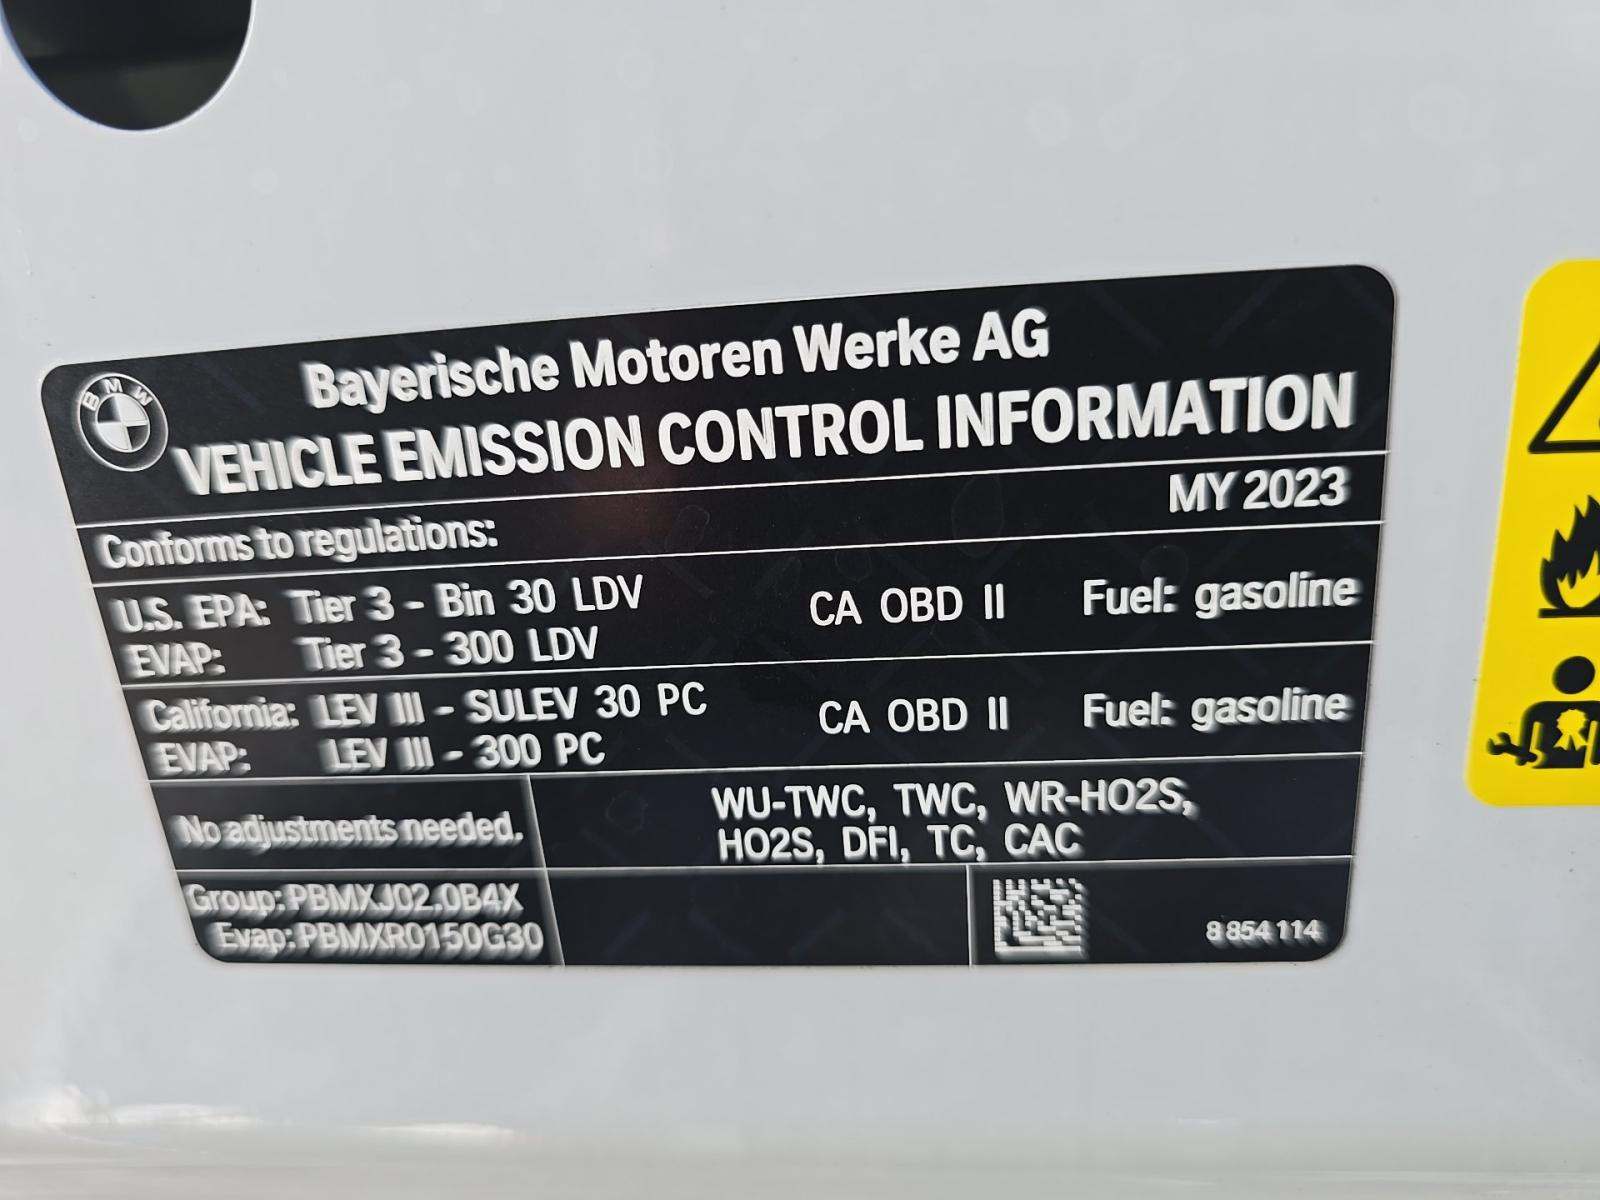 BMW
Bayerische Motoren Werke AG
VEHICLE EMISSION CONTROL INFORMATION
MY 2023
Conforms to regulations:
U.S. EPA: Tier 3 - Bin 30 LDV CA OBD II Fuel: gasoline
EVAP: Tier 3 - 300 LDV
California: LEV III - SULEV 30 PC CA OBD II Fuel: gasoline
EVAP: LEV III - 300 PC
No adjustments needed.
WU-TWC, TWC, WR-HO2S,
HO2S, DFI, TC, CAC
Group: PBMXJ02.0B4X
Evap: PBMXR0150G30
8 854 114